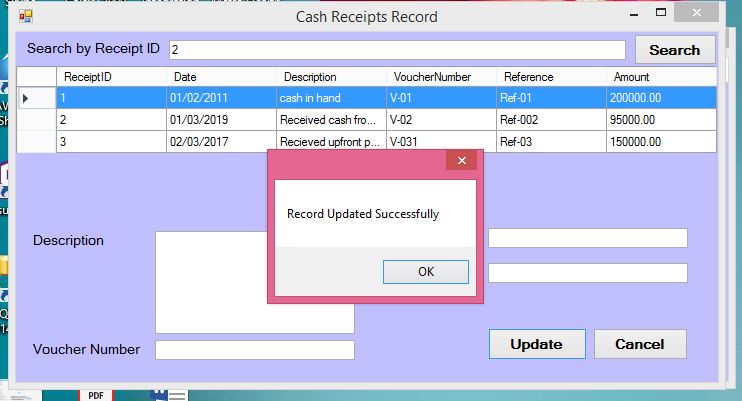 Cash Receipts Record
Search by Receipt ID 2 Search
ReceiptID Date Description VoucherNumber Reference Amount
1 01/02/2011 cash in hand V-01 Ref-01 200000.00
2 01/03/2019 Received cash fro... V-02 Ref-002 95000.00
3 02/03/2017 Recieved upfront p... V-031 Ref-03 150000.00
Record Updated Successfully
OK
Description
Voucher Number
Update Cancel
PDF